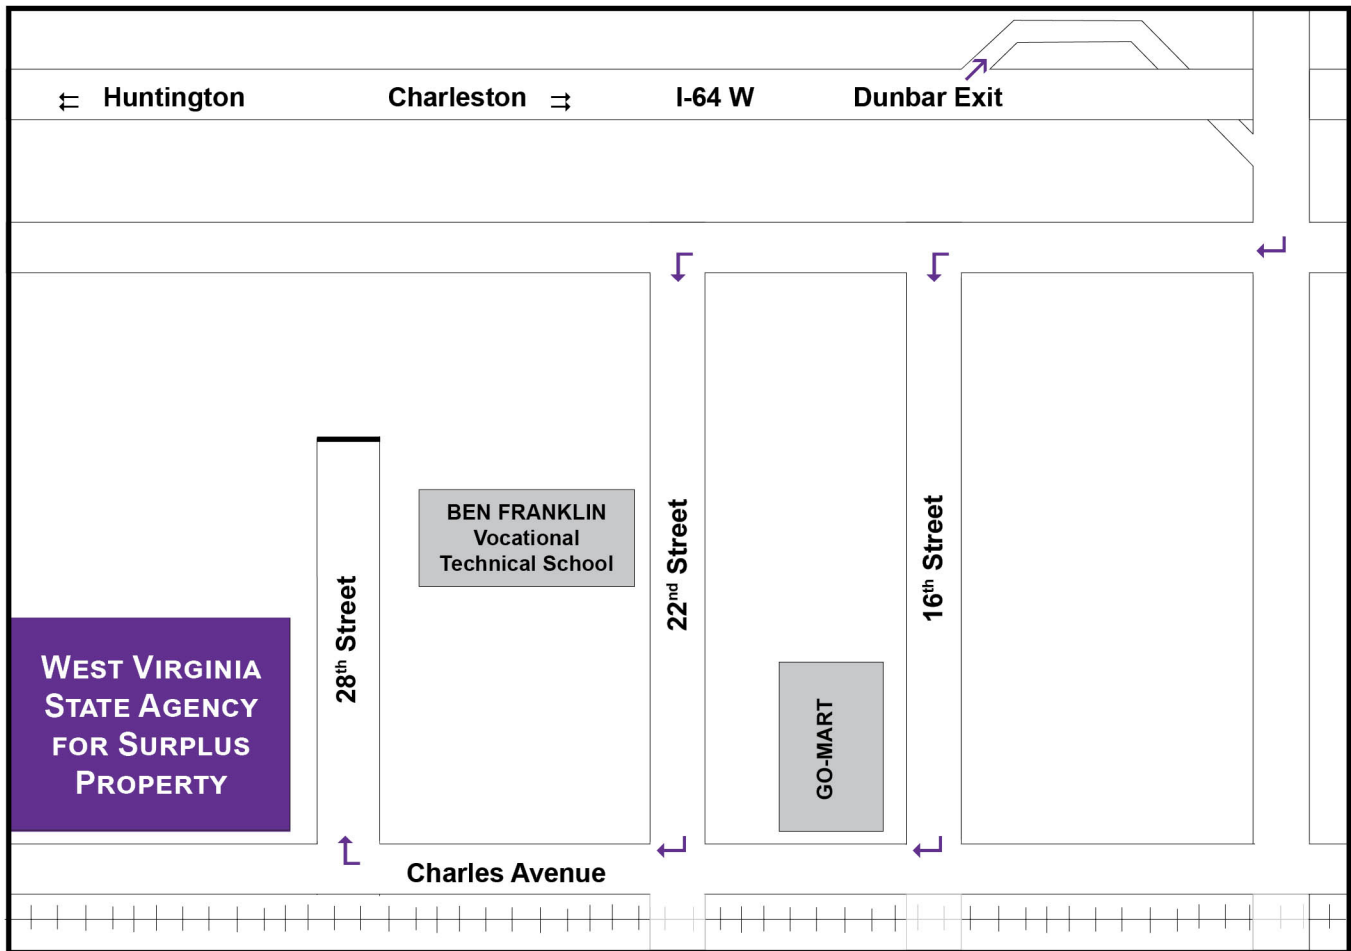 Huntington
Charleston
I-64 W
Dunbar Exit
BEN FRANKLIN
Vocational
Technical School
22nd Street
16th Street
28th Street
WEST VIRGINIA
STATE AGENCY
FOR SURPLUS
PROPERTY
GO-MART
Charles Avenue